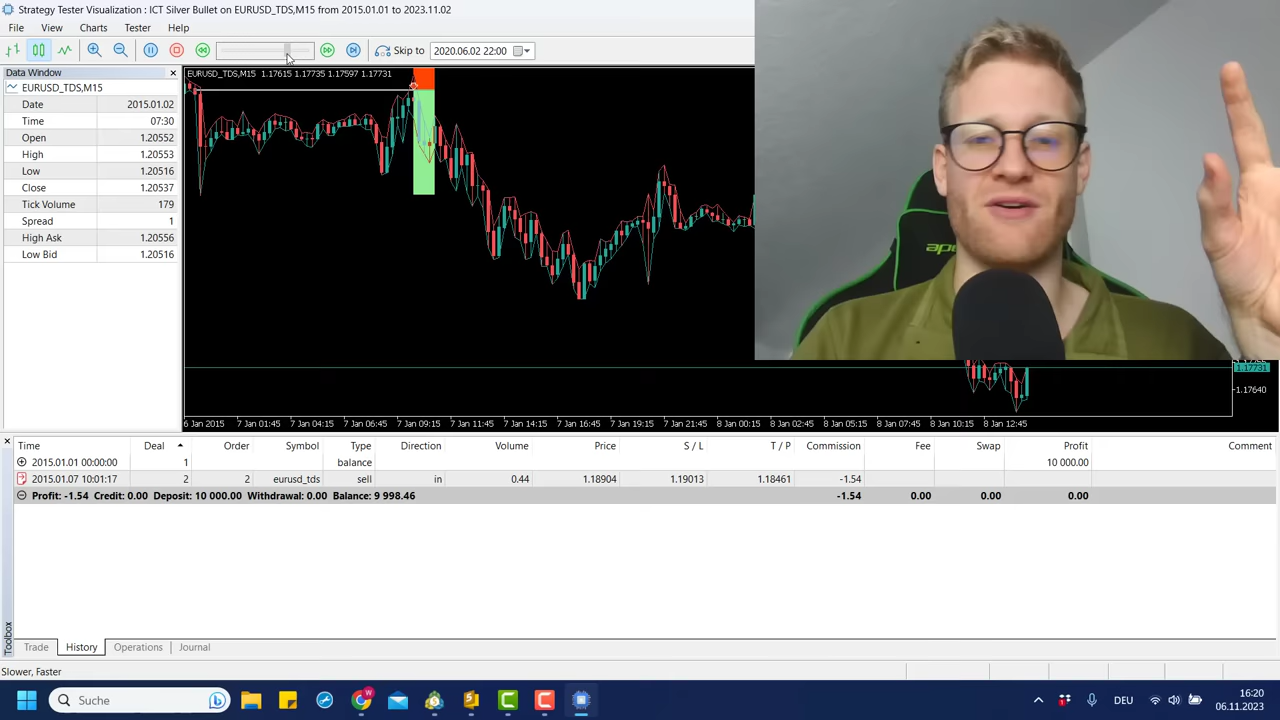 Strategy Tester Visualization : ICT Silver Bullet on EURUSD_TDS,M15 from 2015.01.01 to 2023.11.02
File View Charts Tester Help
Skip to 2020.06.02 22:00
Data Window
EURUSD_TDS,M15
Date 2015.01.02
Time 07:30
Open 1.20552
High 1.20553
Low 1.20516
Close 1.20537
Tick Volume 179
Spread 1
High Ask 1.20556
Low Bid 1.20516
EURUSD_TDS,M15 1.17615 1.17735 1.17597 1.17731
1.17731
1.17640
6 Jan 2015 7 Jan 01:45 7 Jan 04:15 7 Jan 06:45 7 Jan 09:15 7 Jan 11:45 7 Jan 14:15 7 Jan 16:45 7 Jan 19:15 7 Jan 21:45 8 Jan 00:15 8 Jan 02:45 8 Jan 05:15 8 Jan 07:45 8 Jan 10:15 8 Jan 12:45
Time Deal Order Symbol Type Direction Volume Price S / L T / P Commission Fee Swap Profit Comment
2015.01.01 00:00:00 1 balance 10 000.00
2015.01.07 10:01:17 2 2 eurusd_tds sell in 0.44 1.18904 1.19013 1.18461 -1.54
Profit: -1.54 Credit: 0.00 Deposit: 10 000.00 Withdrawal: 0.00 Balance: 9 998.46 -1.54 0.00 0.00 0.00
Toolbox
Trade History Operations Journal
Slower, Faster
Suche
DEU
16:20
06.11.2023